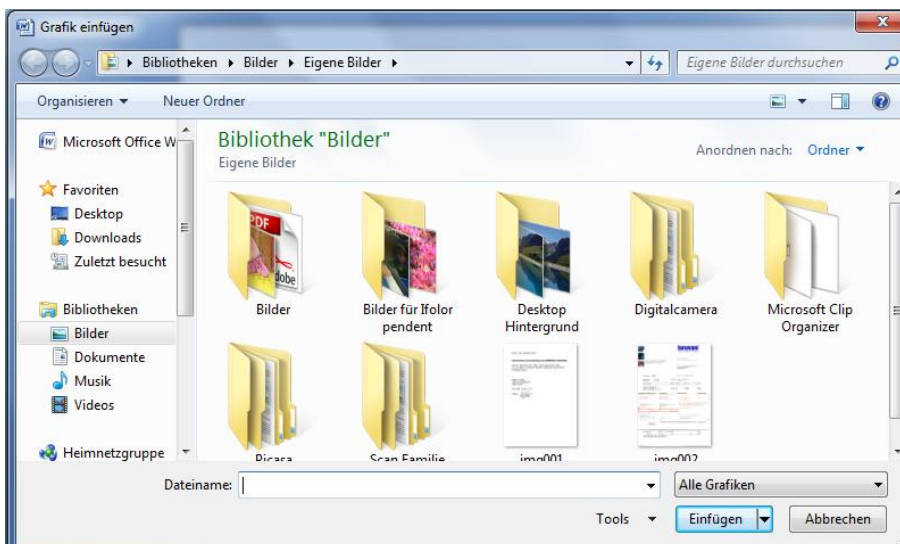 Grafik einfügen
Bibliotheken Bilder Eigene Bilder
Eigene Bilder durchsuchen
Organisieren Neuer Ordner
Microsoft Office W
Favoriten
Desktop
Downloads
Zuletzt besucht
Bibliotheken
Bilder
Dokumente
Musik
Videos
Heimnetzgruppe
Bibliothek "Bilder"
Eigene Bilder
Anordnen nach: Ordner
PDF
Adobe
Bilder
Bilder für Ifolor
pendent
Desktop
Hintergrund
Digitalcamera
Microsoft Clip
Organizer
Picasa
Scan Familie
img001
img002
Dateiname:
Alle Grafiken
Tools
Einfügen
Abbrechen